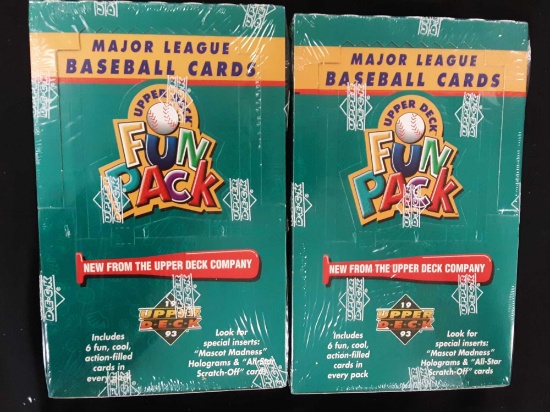 MAJOR LEAGUE
BASEBALL CARDS
UPPER DECK
FUN
PACK
NEW FROM THE UPPER DECK COMPANY
19
UPPER
DECK
93
Includes
6 fun, cool,
action-filled
cards in
every pack
Look for
special inserts:
"Mascot Madness"
Holograms & "All-Star
Scratch-Off" cards
MAJOR LEAGUE
BASEBALL CARDS
UPPER DECK
FUN
PACK
NEW FROM THE UPPER DECK COMPANY
19
UPPER
DECK
93
Includes
6 fun, cool,
action-filled
cards in
every pack
Look for
special inserts:
"Mascot Madness"
Holograms & "All-Star
Scratch-Off" cards